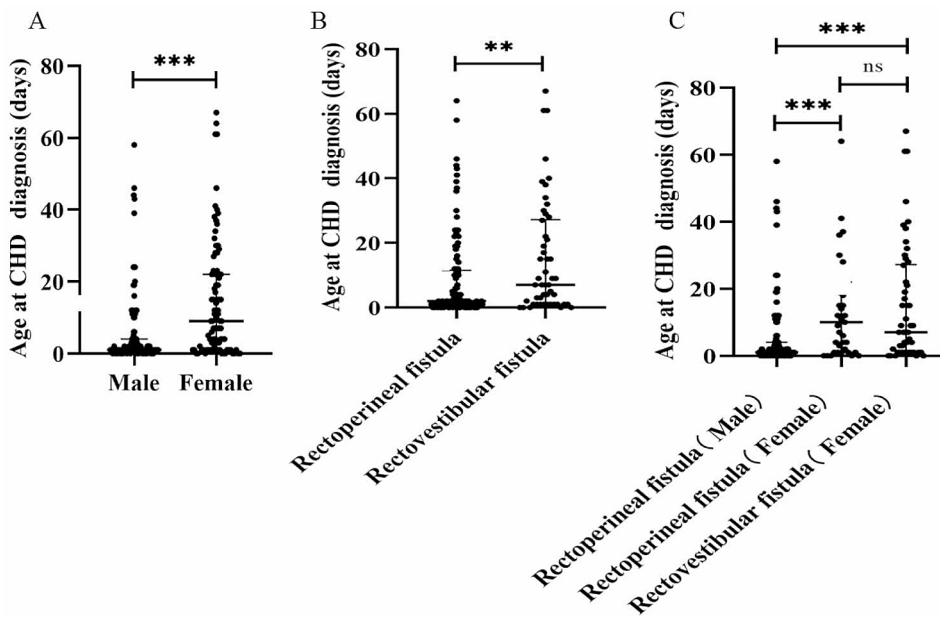 A
Age at CHD diagnosis (days)
80
60
40
20
0
***
Male
Female
B
Age at CHD diagnosis (days)
80
60
40
20
0
**
Rectoperineal fistula
Rectovestibular fistula
C
Age at CHD diagnosis (days)
80
60
40
20
0
***
ns
***
Rectoperineal fistula( Male)
Rectoperineal fistula( Female)
Rectovestibular fistula( Female)